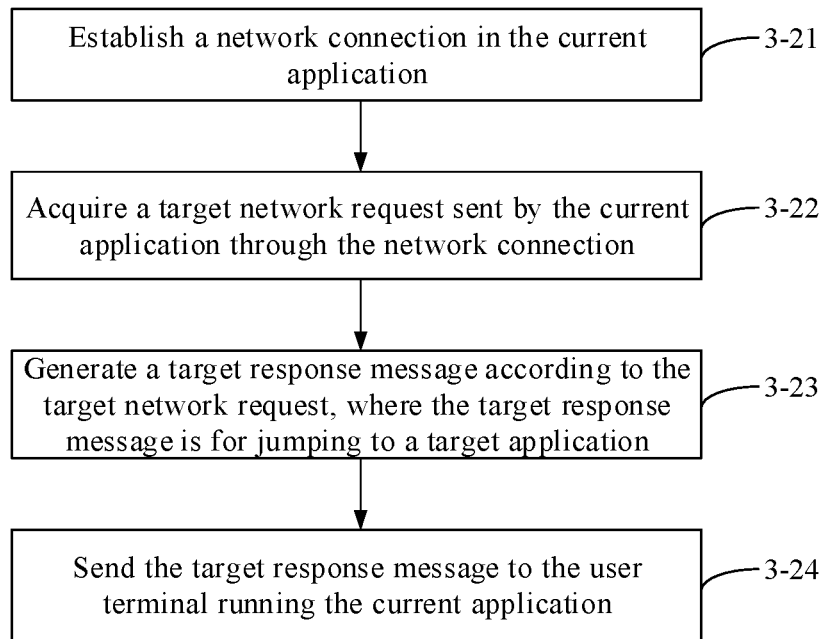 Establish a network connection in the current
application
3-21
Acquire a target network request sent by the current
application through the network connection
3-22
Generate a target response message according to the
target network request, where the target response
message is for jumping to a target application
3-23
Send the target response message to the user
terminal running the current application
3-24